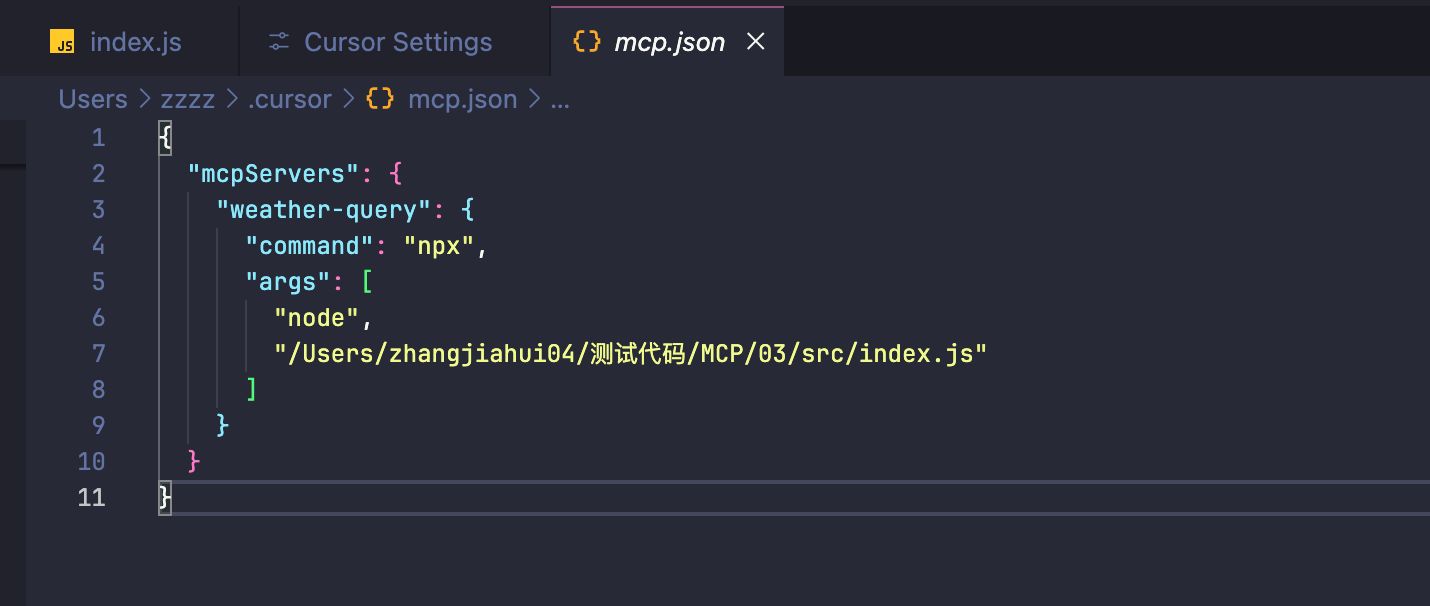 JS index.js Cursor Settings {} mcp.json ×
Users > zzzz > .cursor > {} mcp.json > ...
1 {
2 "mcpServers": {
3 "weather-query": {
4 "command": "npx",
5 "args": [
6 "node",
7 "/Users/zhangjiahui04/测试代码/MCP/03/src/index.js"
8 ]
9 }
10 }
11 }